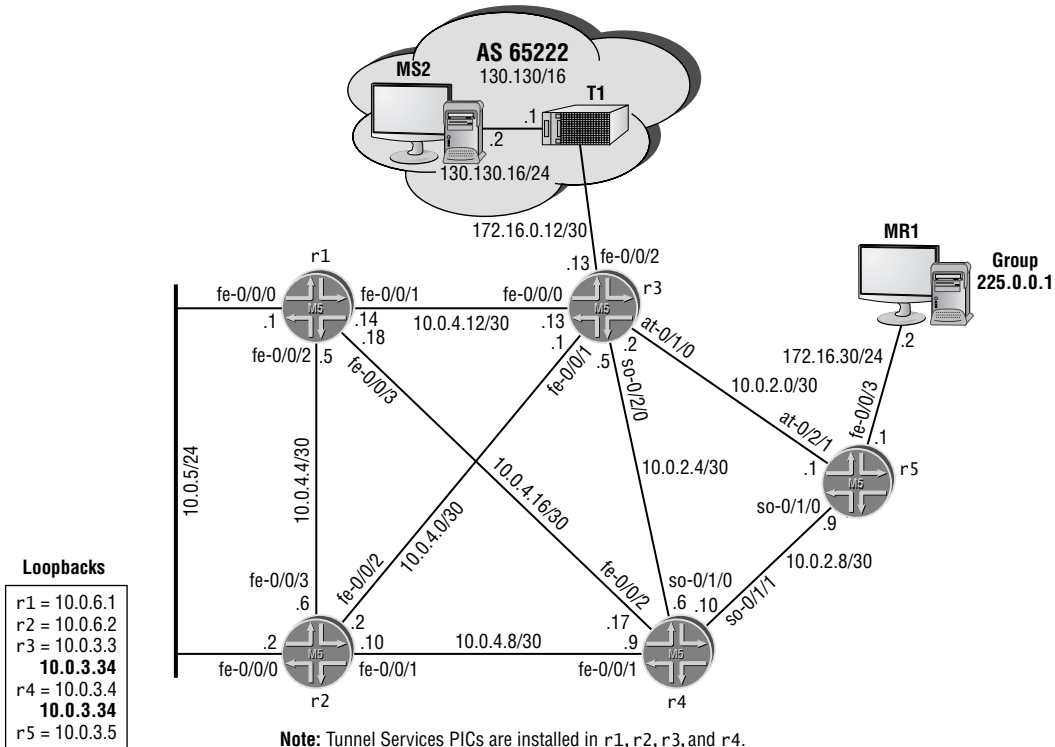 AS 65222
MS2
130.130/16
T1
.1
.2
130.130.16/24
172.16.0.12/30
MR1
Group
225.0.0.1
r1
.13
fe-0/0/2
r3
fe-0/0/0
fe-0/0/1
fe-0/0/0
M5
M5
.1
.14
10.0.4.12/30
.13
.18
.1
.2
at-0/1/0
172.16.30/24
.2
fe-0/0/2
.5
fe-0/0/3
fe-0/0/1
.5
so-0/2/0
10.0.2.0/30
fe-0/0/3
at-0/2/1
.1
.1
r5
M5
10.0.5/24
10.0.4.4/30
10.0.4.16/30
10.0.4.0/30
10.0.2.4/30
so-0/1/0
.9
10.0.2.8/30
Loopbacks
r1 = 10.0.6.1
r2 = 10.0.6.2
r3 = 10.0.3.3
10.0.3.34
r4 = 10.0.3.4
10.0.3.34
r5 = 10.0.3.5
fe-0/0/3
.6
fe-0/0/2
fe-0/0/2
so-0/1/0
.6
.10
so-0/1/1
.2
.2
.10
10.0.4.8/30
.17
.9
M5
M5
fe-0/0/0
fe-0/0/1
fe-0/0/1
r2
r4
Note: Tunnel Services PICs are installed in r1, r2, r3, and r4.